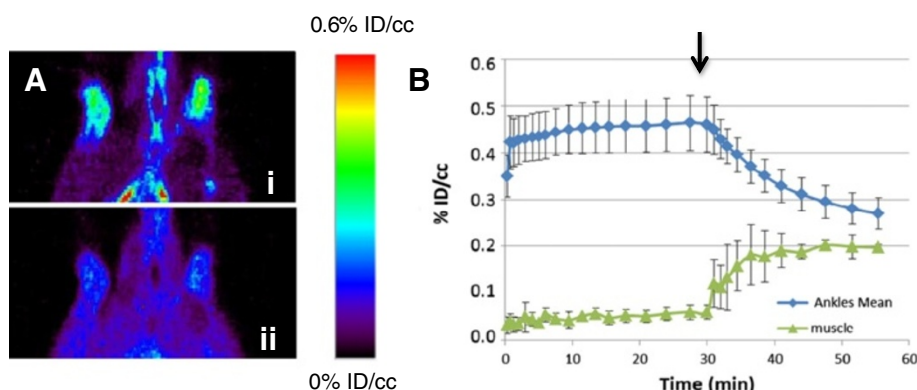 0.6% ID/cc
A
i
ii
0% ID/cc
B
% ID/cc
0.6
0.5
0.4
0.3
0.2
0.1
0.0
Ankles Mean
muscle
0 10 20 30 40 50 60
Time (min)